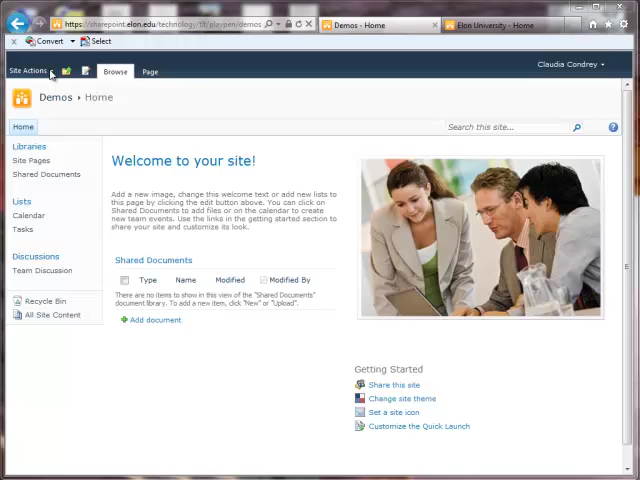 https://sharepoint.elon.edu/technology/tlt/playpen/demos
Demos - Home
Elon University - Home
Convert
Select
Site Actions
Browse
Page
Claudia Condrey
Demos
Home
Home
Search this site...
Libraries
Site Pages
Shared Documents
Lists
Calendar
Tasks
Discussions
Team Discussion
Recycle Bin
All Site Content
Welcome to your site!
Add a new image, change this welcome text or add new lists to
this page by clicking the edit button above. You can click on
Shared Documents to add files or on the calendar to create
new team events. Use the links in the getting started section to
share your site and customize its look.
Shared Documents
Type Name Modified Modified By
There are no items to show in this view of the "Shared Documents"
document library. To add a new item, click "New" or "Upload".
Add document
Getting Started
Share this site
Change site theme
Set a site icon
Customize the Quick Launch